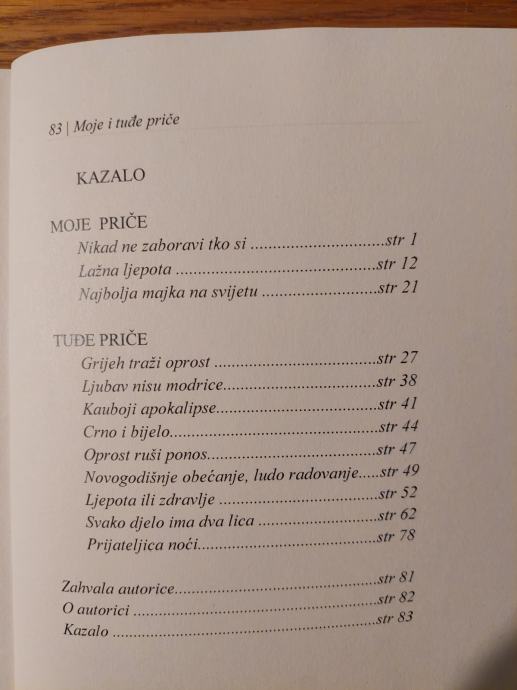 83 | Moje i tuđe priče
KAZALO
MOJE PRIČE
Nikad ne zaboravi tko si ..............................str 1
Lažna ljepota .............................................str 12
Najbolja majka na svijetu ..........................str 21
TUĐE PRIČE
Grijeh traži oprost ....................................str 27
Ljubav nisu modrice..................................str 38
Kauboji apokalipse....................................str 41
Crno i bijelo..............................................str 44
Oprost ruši ponos......................................str 47
Novogodišnje obećanje, ludo radovanje.....str 49
Ljepota ili zdravlje ....................................str 52
Svako djelo ima dva lica ...........................str 62
Prijateljica noći........................................str 78
Zahvala autorice.............................................str 81
O autorici ......................................................str 82
Kazalo ...........................................................str 83